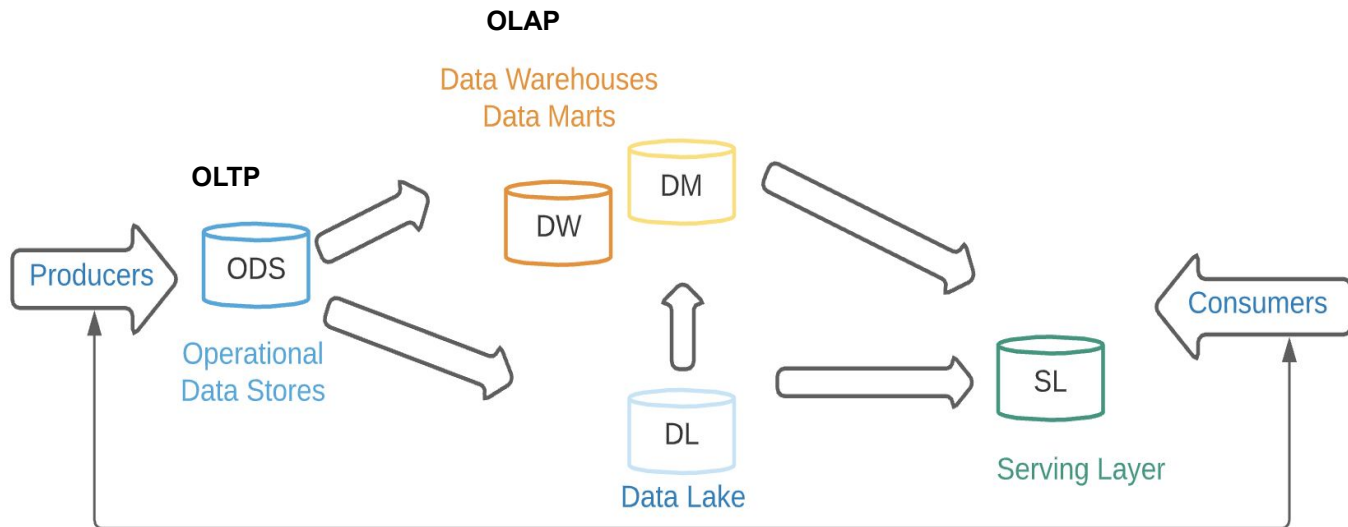 OLAP
Data Warehouses
Data Marts
DM
OLTP
DW
ODS
Producers
Consumers
Operational
Data Stores
SL
DL
Serving Layer
Data Lake